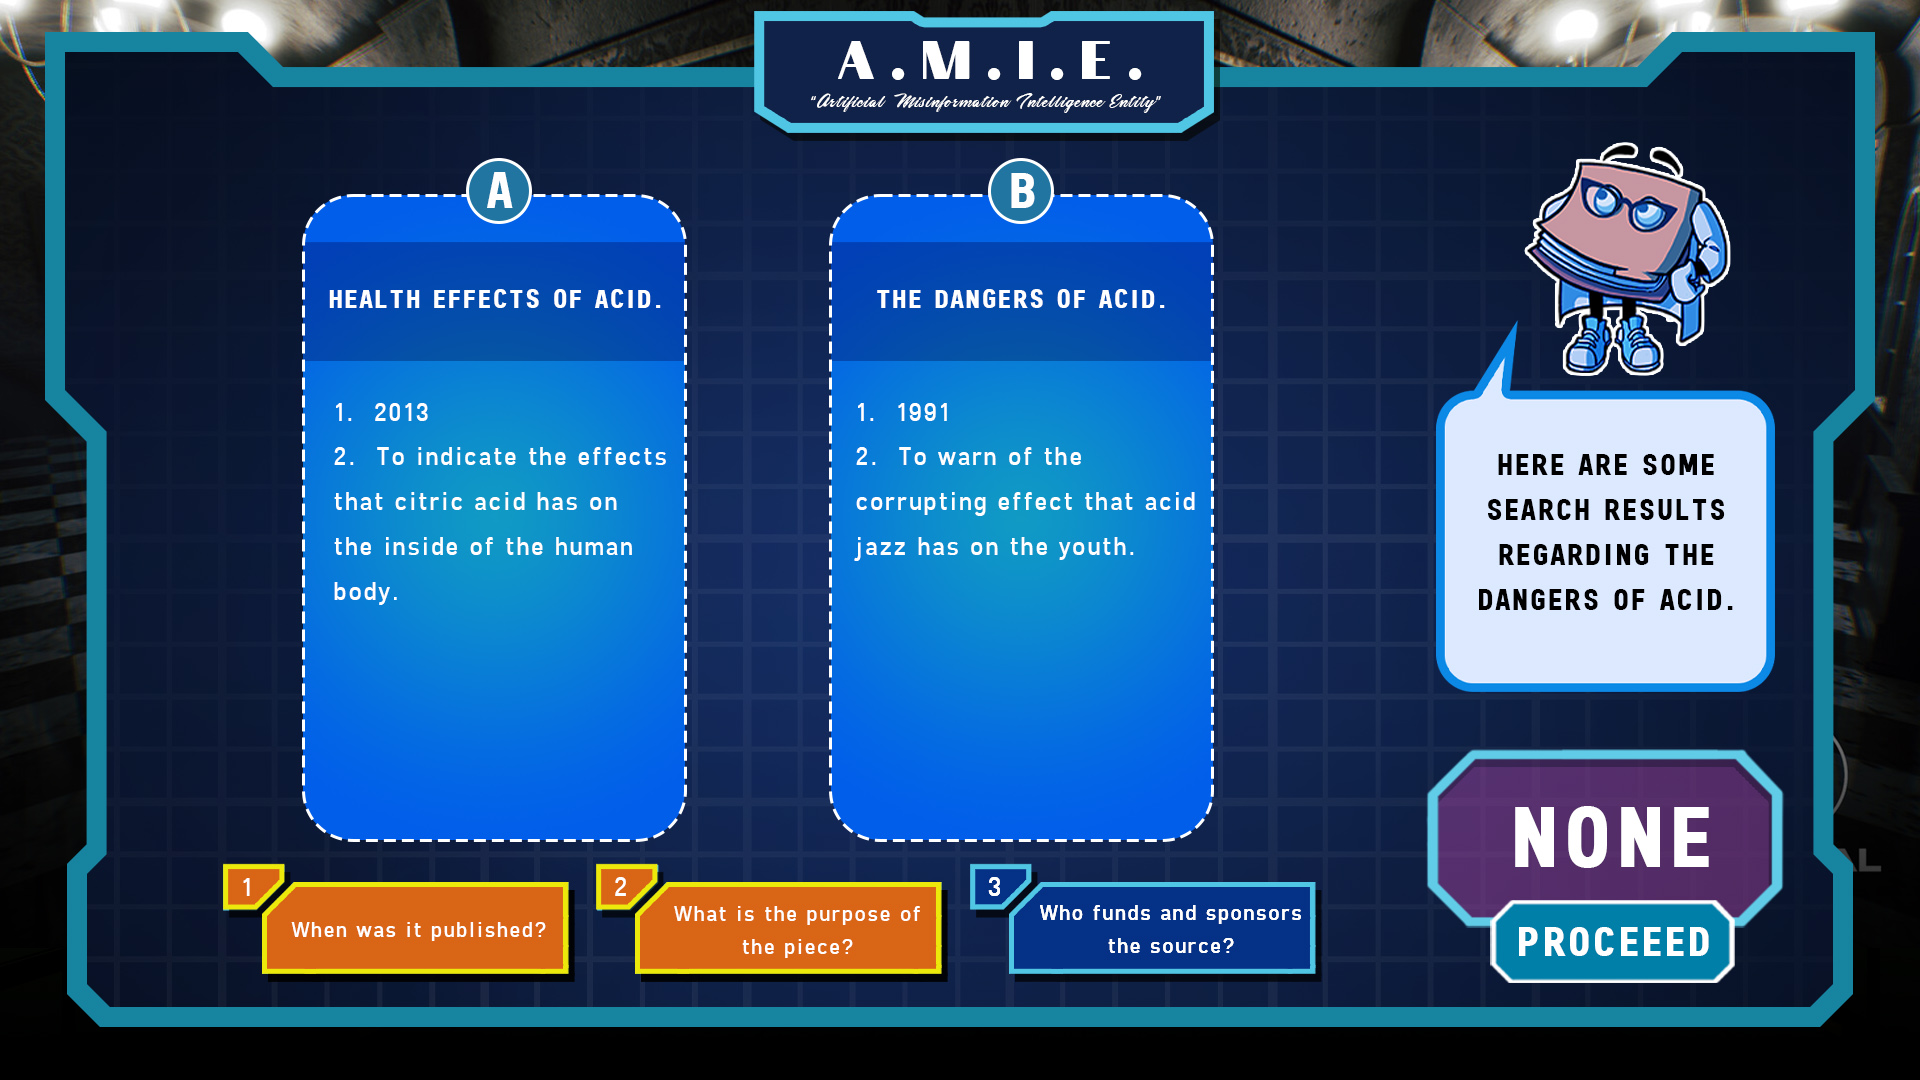 A.M.I.E.
"Artificial Misinformation Intelligence Entity"
A
HEALTH EFFECTS OF ACID.
1. 2013
2. To indicate the effects
that citric acid has on
the inside of the human
body.
B
THE DANGERS OF ACID.
1. 1991
2. To warn of the
corrupting effect that acid
jazz has on the youth.
HERE ARE SOME
SEARCH RESULTS
REGARDING THE
DANGERS OF ACID.
NONE
PROCEEED
1
When was it published?
2
What is the purpose of
the piece?
3
Who funds and sponsors
the source?